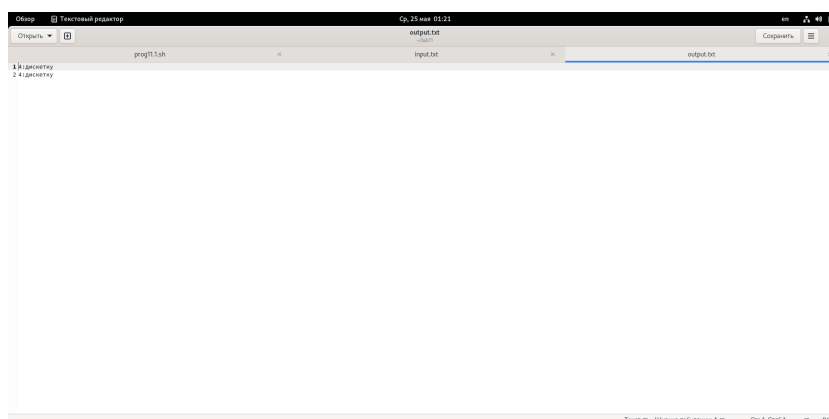 Обзор Текстовый редактор Ср, 25 мая 01:21 en
Открыть output.txt Сохранить
prog11.1.sh × input.txt × output.txt
1 4:дискетку
2 4:дискетку